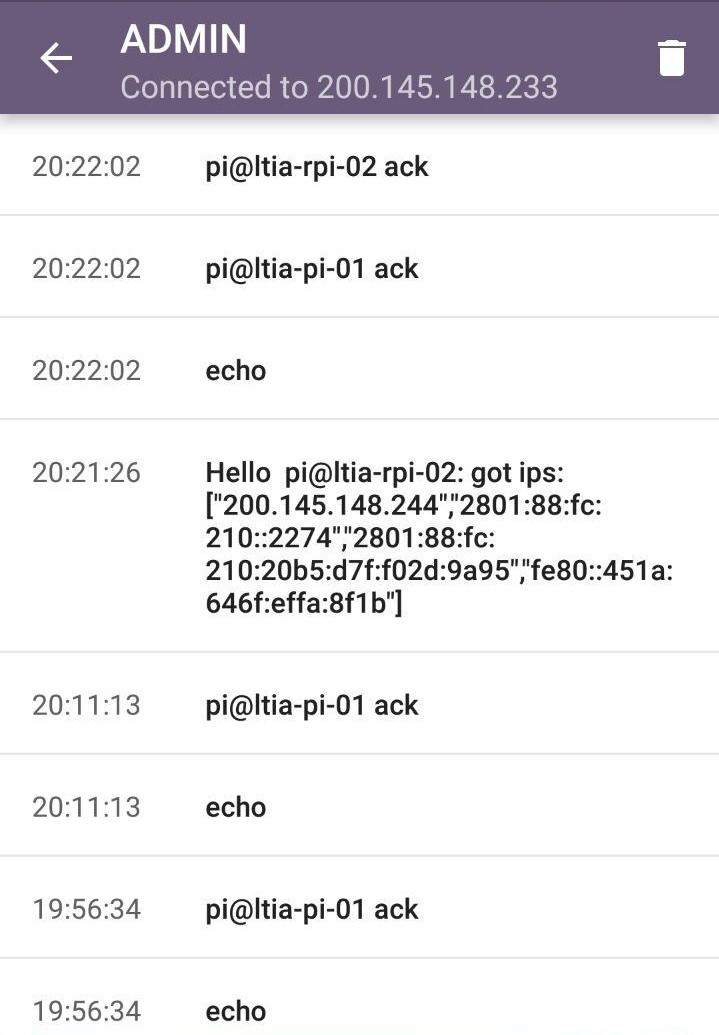 ADMIN
Connected to 200.145.148.233
20:22:02 pi@ltia-rpi-02 ack
20:22:02 pi@ltia-pi-01 ack
20:22:02 echo
20:21:26 Hello  pi@ltia-rpi-02: got ips:
["200.145.148.244","2801:88:fc:
210::2274","2801:88:fc:
210:20b5:d7f:f02d:9a95","fe80::451a:
646f:effa:8f1b"]
20:11:13 pi@ltia-pi-01 ack
20:11:13 echo
19:56:34 pi@ltia-pi-01 ack
19:56:34 echo